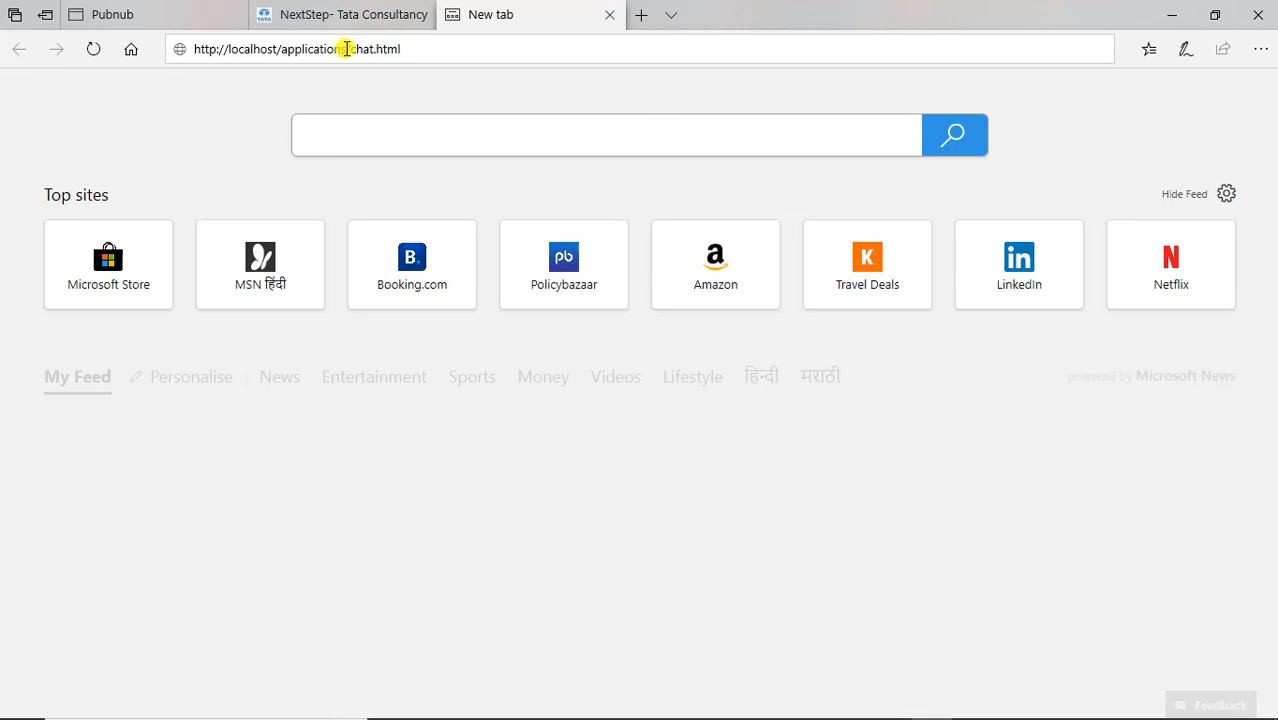 Pubnub
NextStep- Tata Consultancy
New tab
http://localhost/applications/chat.html
Top sites
Hide Feed
Microsoft Store
MSN हिंदी
B.
Booking.com
pb
Policybazaar
a
Amazon
K
Travel Deals
in
LinkedIn
N
Netflix
My Feed
Personalise
News
Entertainment
Sports
Money
Videos
Lifestyle
हिन्दी
मराठी
powered by Microsoft News
Feedback